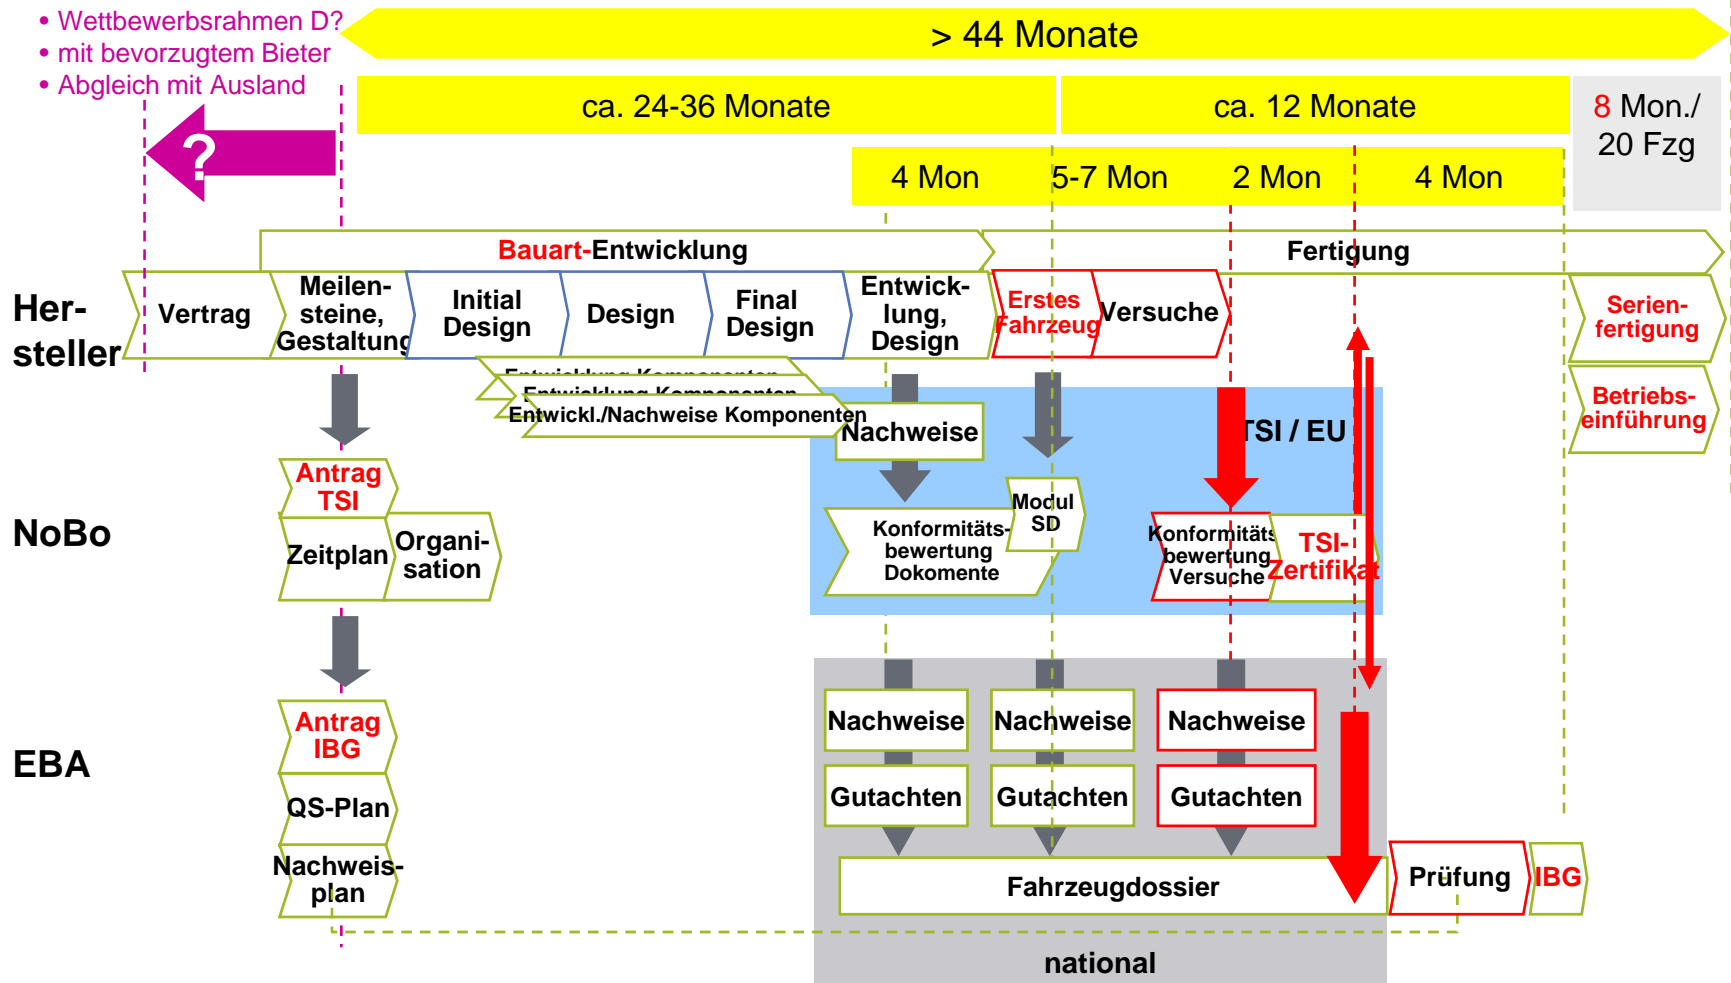 • Wettbewerbsrahmen D?
• mit bevorzugtem Bieter
• Abgleich mit Ausland
?
> 44 Monate
ca. 24-36 Monate
ca. 12 Monate
8 Mon./
20 Fzg
4 Mon
5-7 Mon
2 Mon
4 Mon
Bauart-Entwicklung
Fertigung
Her-
steller
Vertrag
Meilen-
steine,
Gestaltung
Initial
Design
Design
Final
Design
Entwick-
lung,
Design
Erstes
Fahrzeug
Versuche
Serien-
fertigung
Betriebs-
einführung
Entwicklung Komponenten
Entwicklung Komponenten
Entwickl./Nachweise Komponenten
Nachweise
TSI / EU
NoBo
Antrag
TSI
Zeitplan
Organi-
sation
Konformitäts-
bewertung
Dokomente
Modul
SD
Konformitäts
bewertung
Versuche
TSI-
Zertifikat
EBA
Antrag
IBG
QS-Plan
Nachweis-
plan
Nachweise
Nachweise
Nachweise
Gutachten
Gutachten
Gutachten
Fahrzeugdossier
Prüfung
IBG
national